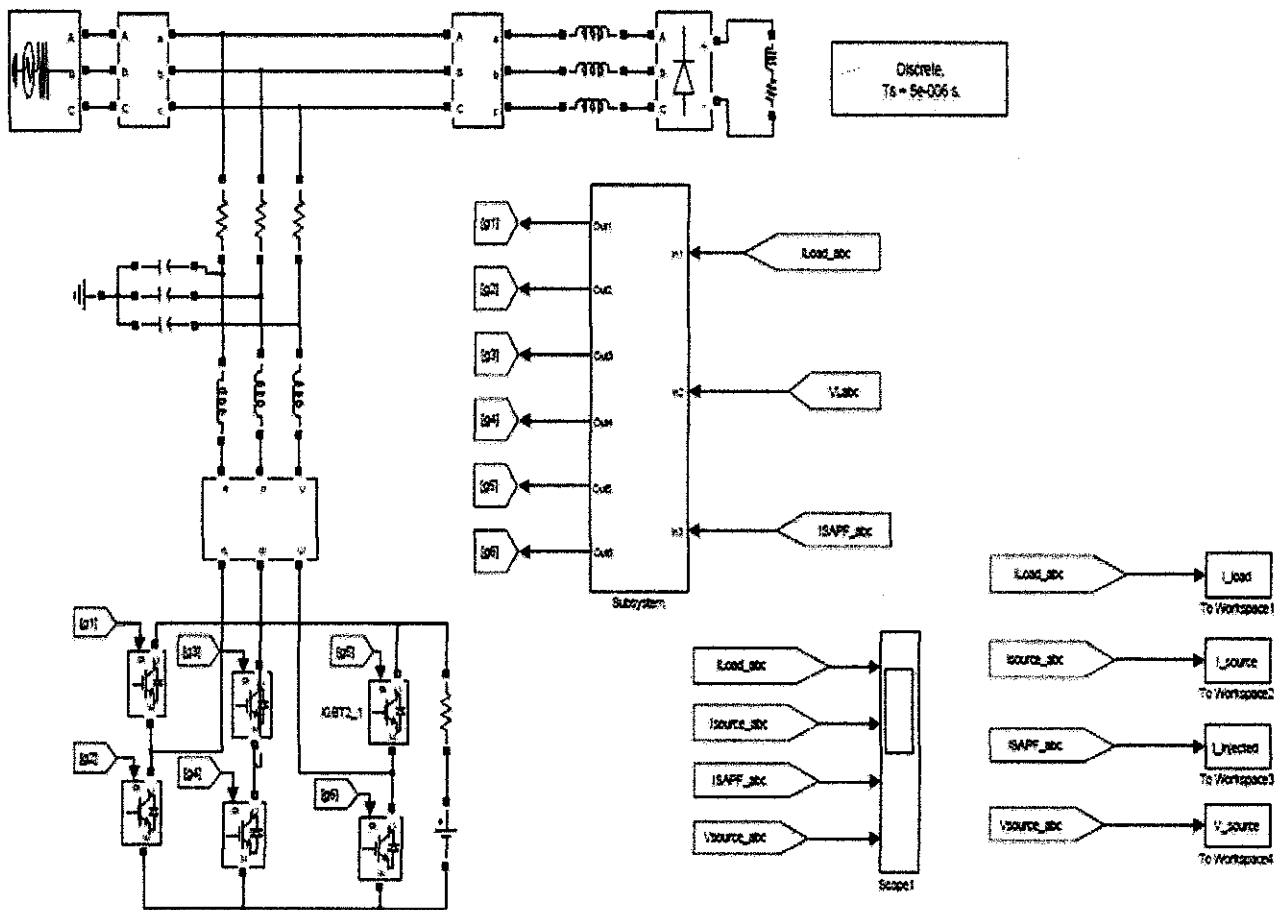 A
B
C
A
B
C
a
b
c
A
B
C
a
b
c
A
B
C
+
-
Discrete,
Ts = 5e-006 s.
[g1]
[g2]
[g3]
[g4]
[g5]
[g6]
Out1
Out2
Out3
Out4
Out5
Out6
In1
In2
In3
ILoad_abc
VLabc
ISAPF_abc
Subsystem
[g1]
[g3]
[g5]
IGBT2_1
[g2]
[g4]
[g6]
+
ILoad_abc
Isource_abc
ISAPF_abc
Vsource_abc
Scope1
ILoad_abc
I_load
To Workspace1
Isource_abc
I_source
To Workspace2
ISAPF_abc
I_Injected
To Workspace3
Vsource_abc
V_source
To Workspace4